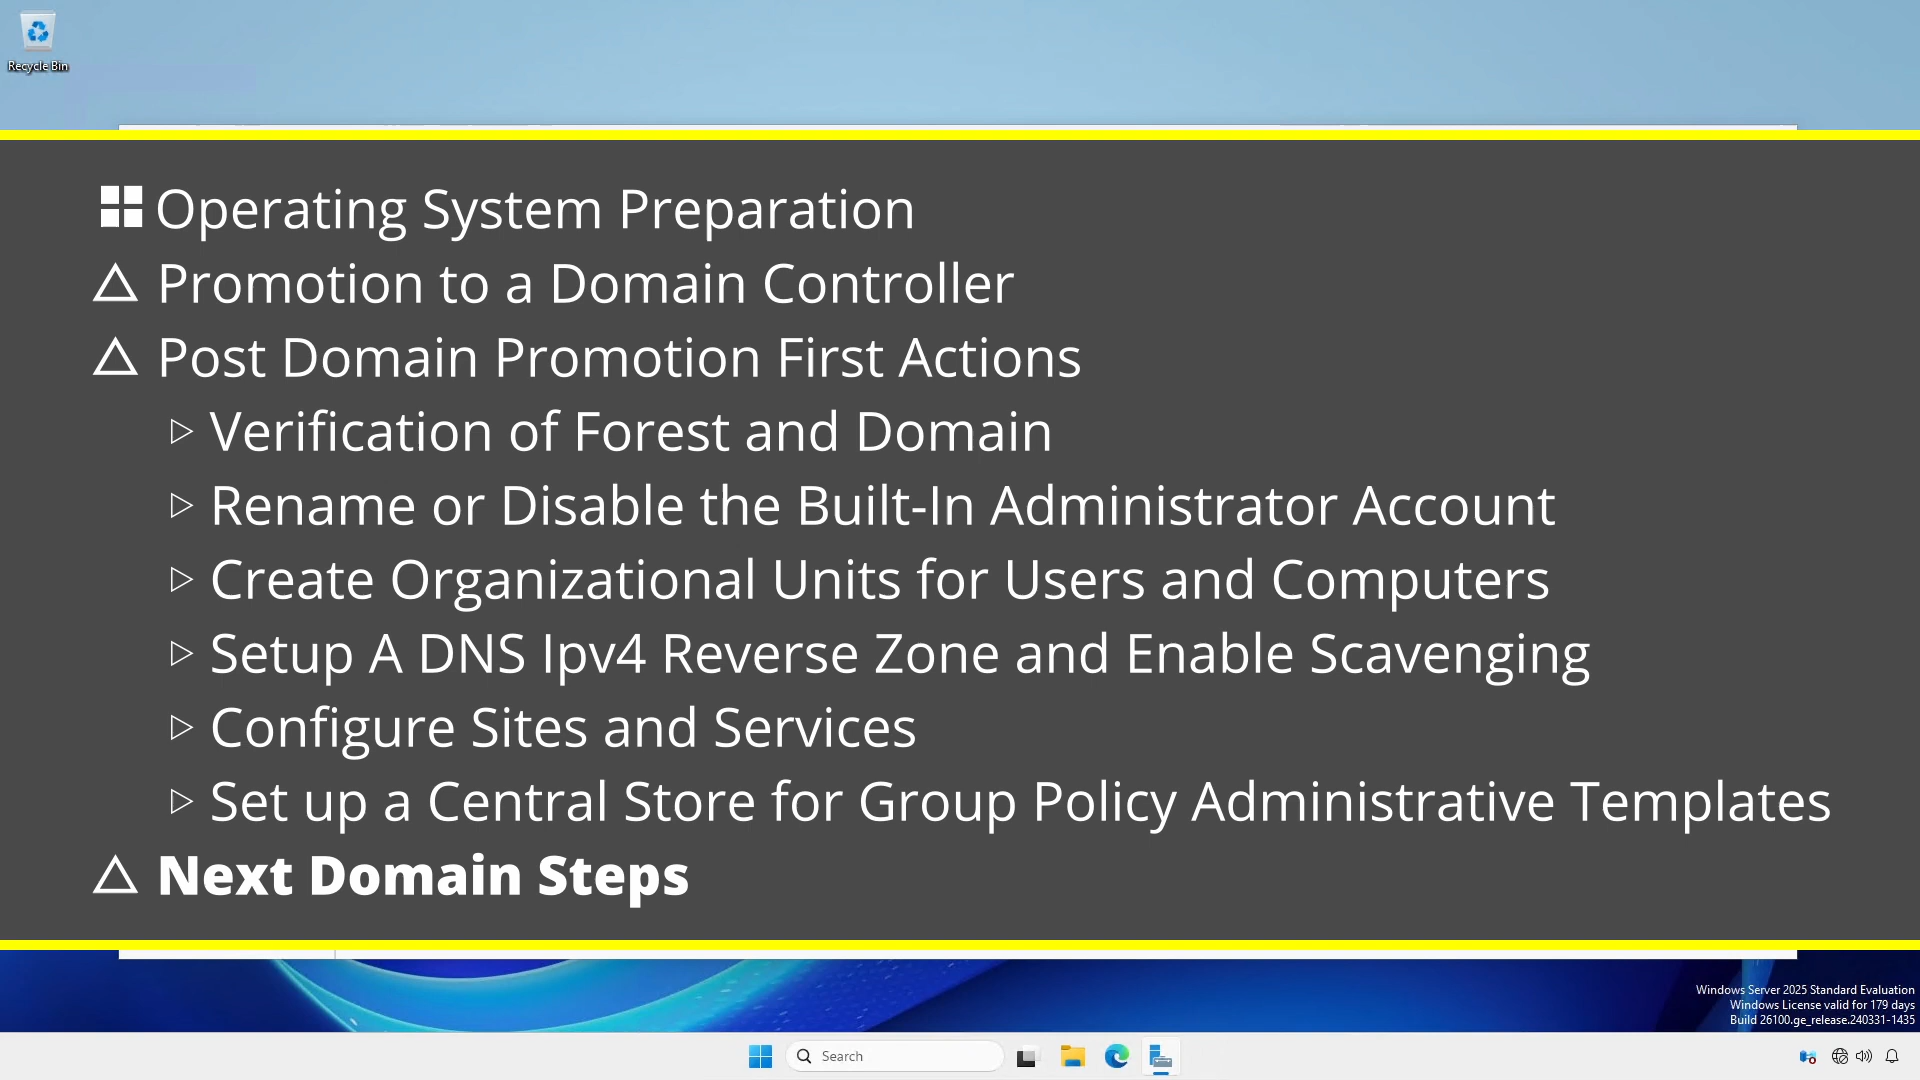 Recycle Bin
Operating System Preparation
Promotion to a Domain Controller
Post Domain Promotion First Actions
Verification of Forest and Domain
Rename or Disable the Built-In Administrator Account
Create Organizational Units for Users and Computers
Setup A DNS Ipv4 Reverse Zone and Enable Scavenging
Configure Sites and Services
Set up a Central Store for Group Policy Administrative Templates
Next Domain Steps
Windows Server 2025 Standard Evaluation
Windows License valid for 179 days
Build 26100.ge_release.240331-1435
Search